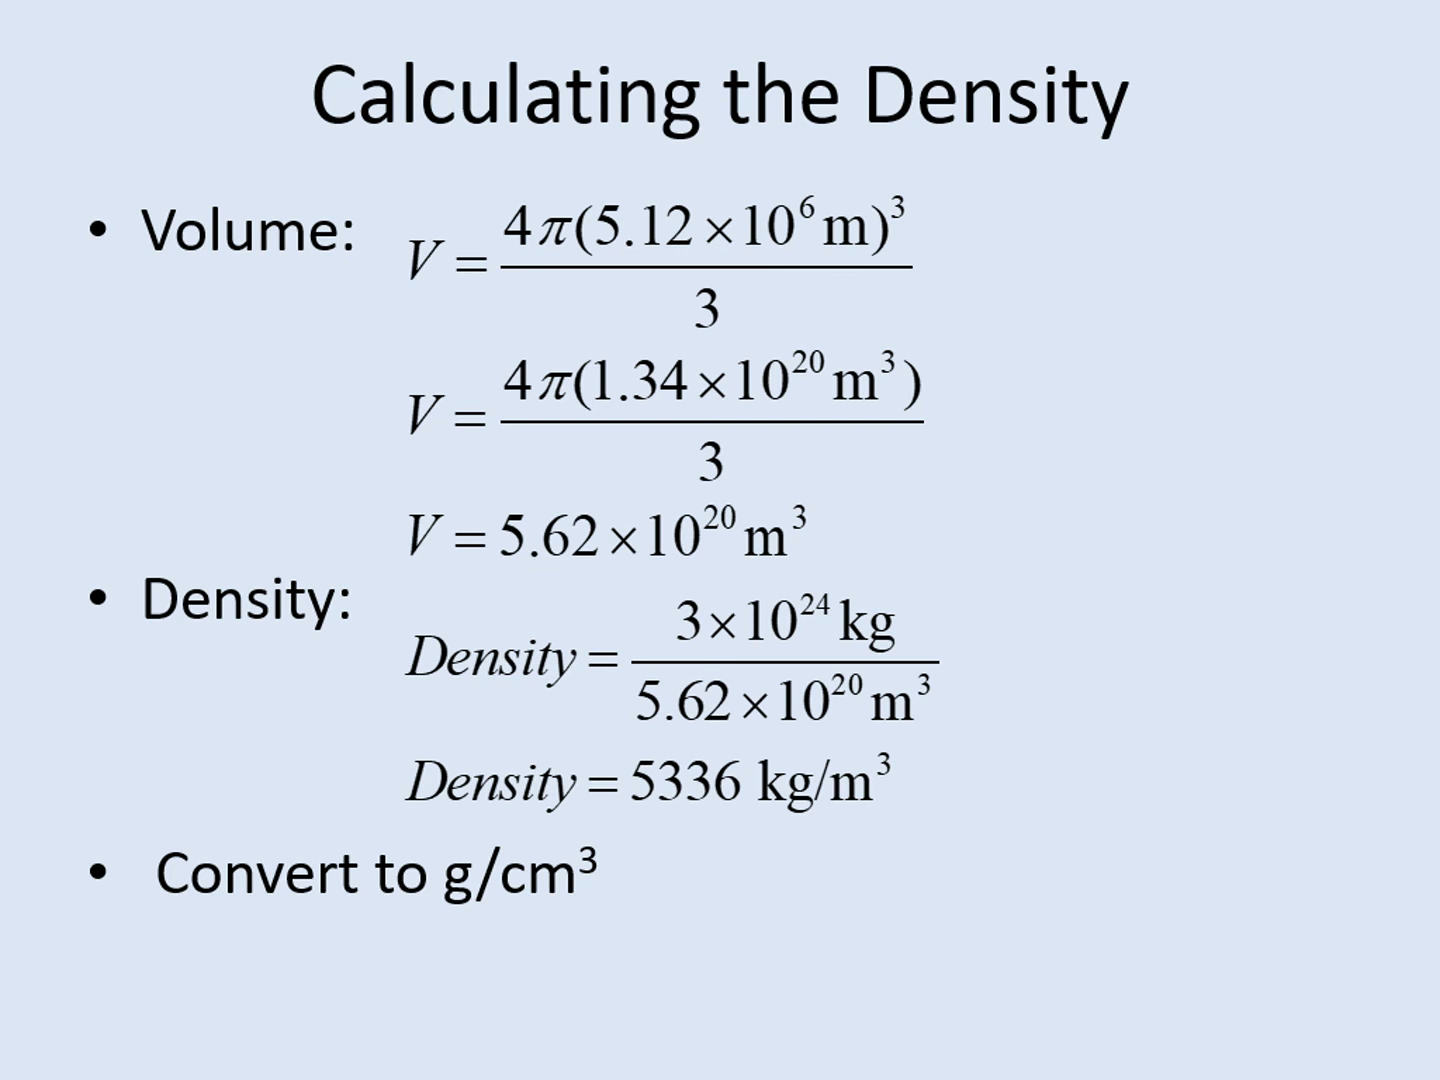 Calculating the Density
• Volume: V = 4π(5.12×10⁶ m)³ / 3
V = 4π(1.34×10²⁰ m³) / 3
V = 5.62×10²⁰ m³
• Density: Density = 3×10²⁴ kg / 5.62×10²⁰ m³
Density = 5336 kg/m³
• Convert to g/cm³